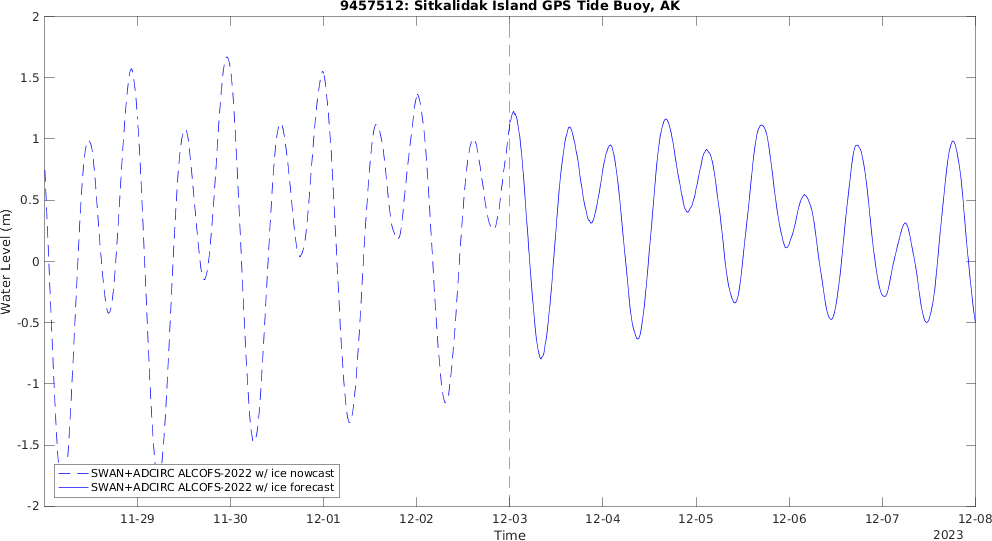 9457512: Sitkalidak Island GPS Tide Buoy, AK
2
1.5
1
0.5
0
-0.5
-1
-1.5
-2
Water Level (m)
SWAN+ADCIRC ALCOFS-2022 w/ ice nowcast
SWAN+ADCIRC ALCOFS-2022 w/ ice forecast
11-29 11-30 12-01 12-02 12-03 12-04 12-05 12-06 12-07 12-08
Time
2023